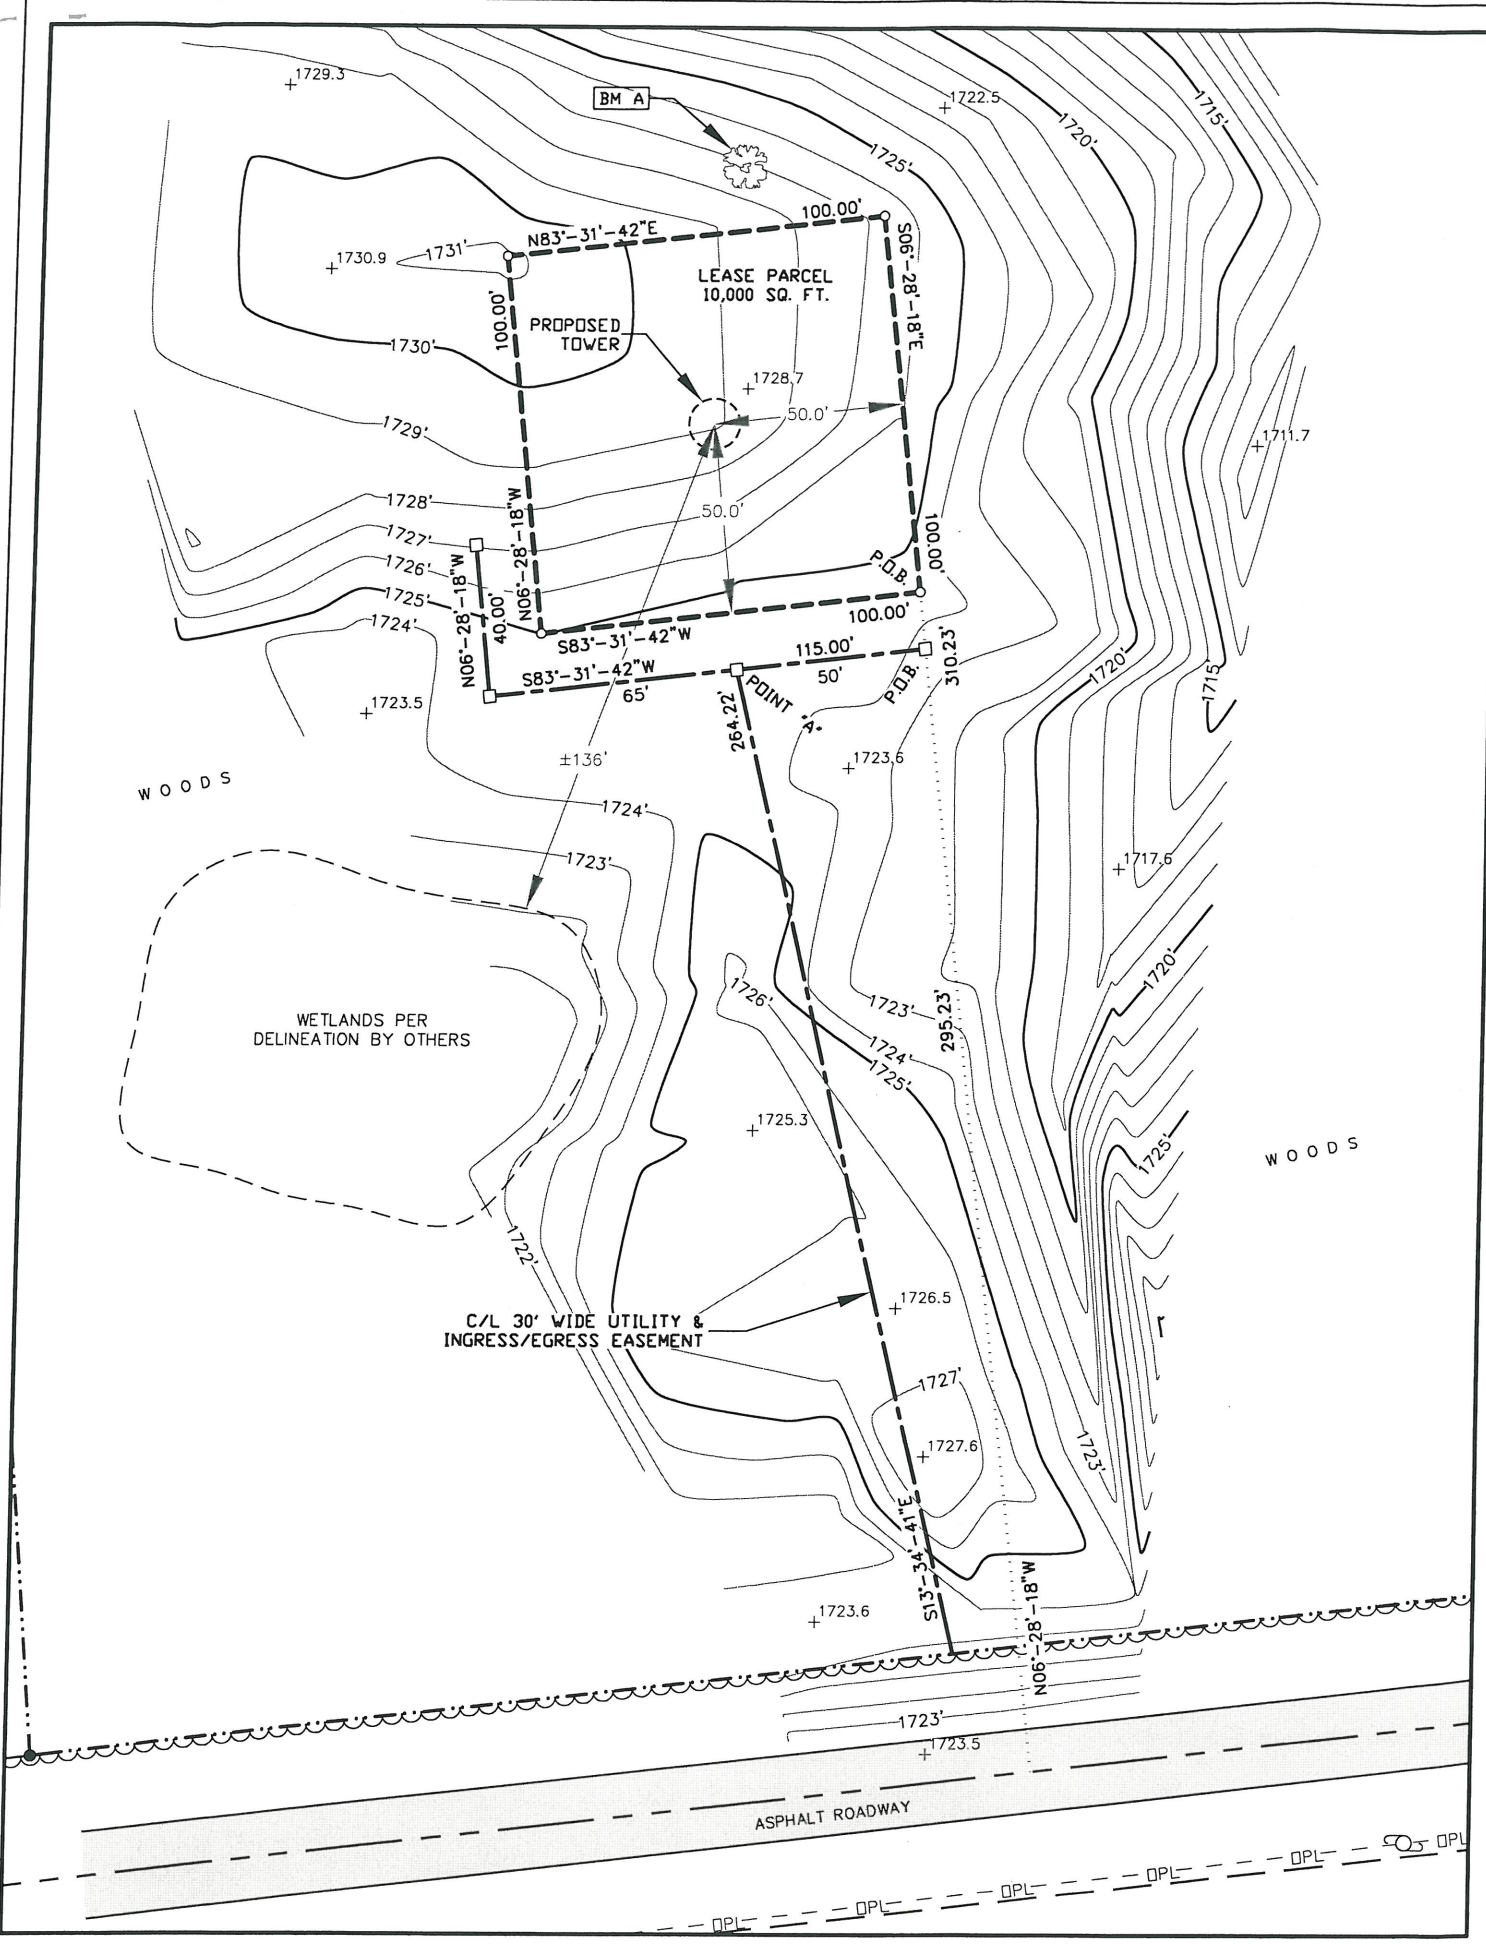 1729.3
BM A
1722.5
1715'
1720'
1725'
100.00'
N83°-31'-42"E
S06°-28'-18"E
1731'
1730.9
LEASE PARCEL
10,000 SQ. FT.
100.00'
PROPOSED
TOWER
1730'
1728.7
50.0'
1729'
1711.7
1728'
50.0'
N06°-28'-18"W
1727'
100.00'
1726'
P.O.B.
N06°-28'-18"W
1725'
40.00'
100.00'
1724'
S83°-31'-42"W
115.00'
310.23'
1720'
S83°-31'-42"W
50'
65'
P.O.B.
POINT "A"
1715'
1723.5
264.22'
±136'
1723.6
WOODS
1724'
1723'
1717.6
1720'
1726'
1723'
295.23'
WETLANDS PER
DELINEATION BY OTHERS
1724'
1725'
1725.3
1725'
WOODS
1722'
1726.5
C/L 30' WIDE UTILITY &
INGRESS/EGRESS EASEMENT
1727'
1727.6
1723'
S13°-34'-41"E
1723.6
N06°-28'-18"W
1723'
1723.5
ASPHALT ROADWAY
OPL
OPL
OPL
OPL
OPL
OPL